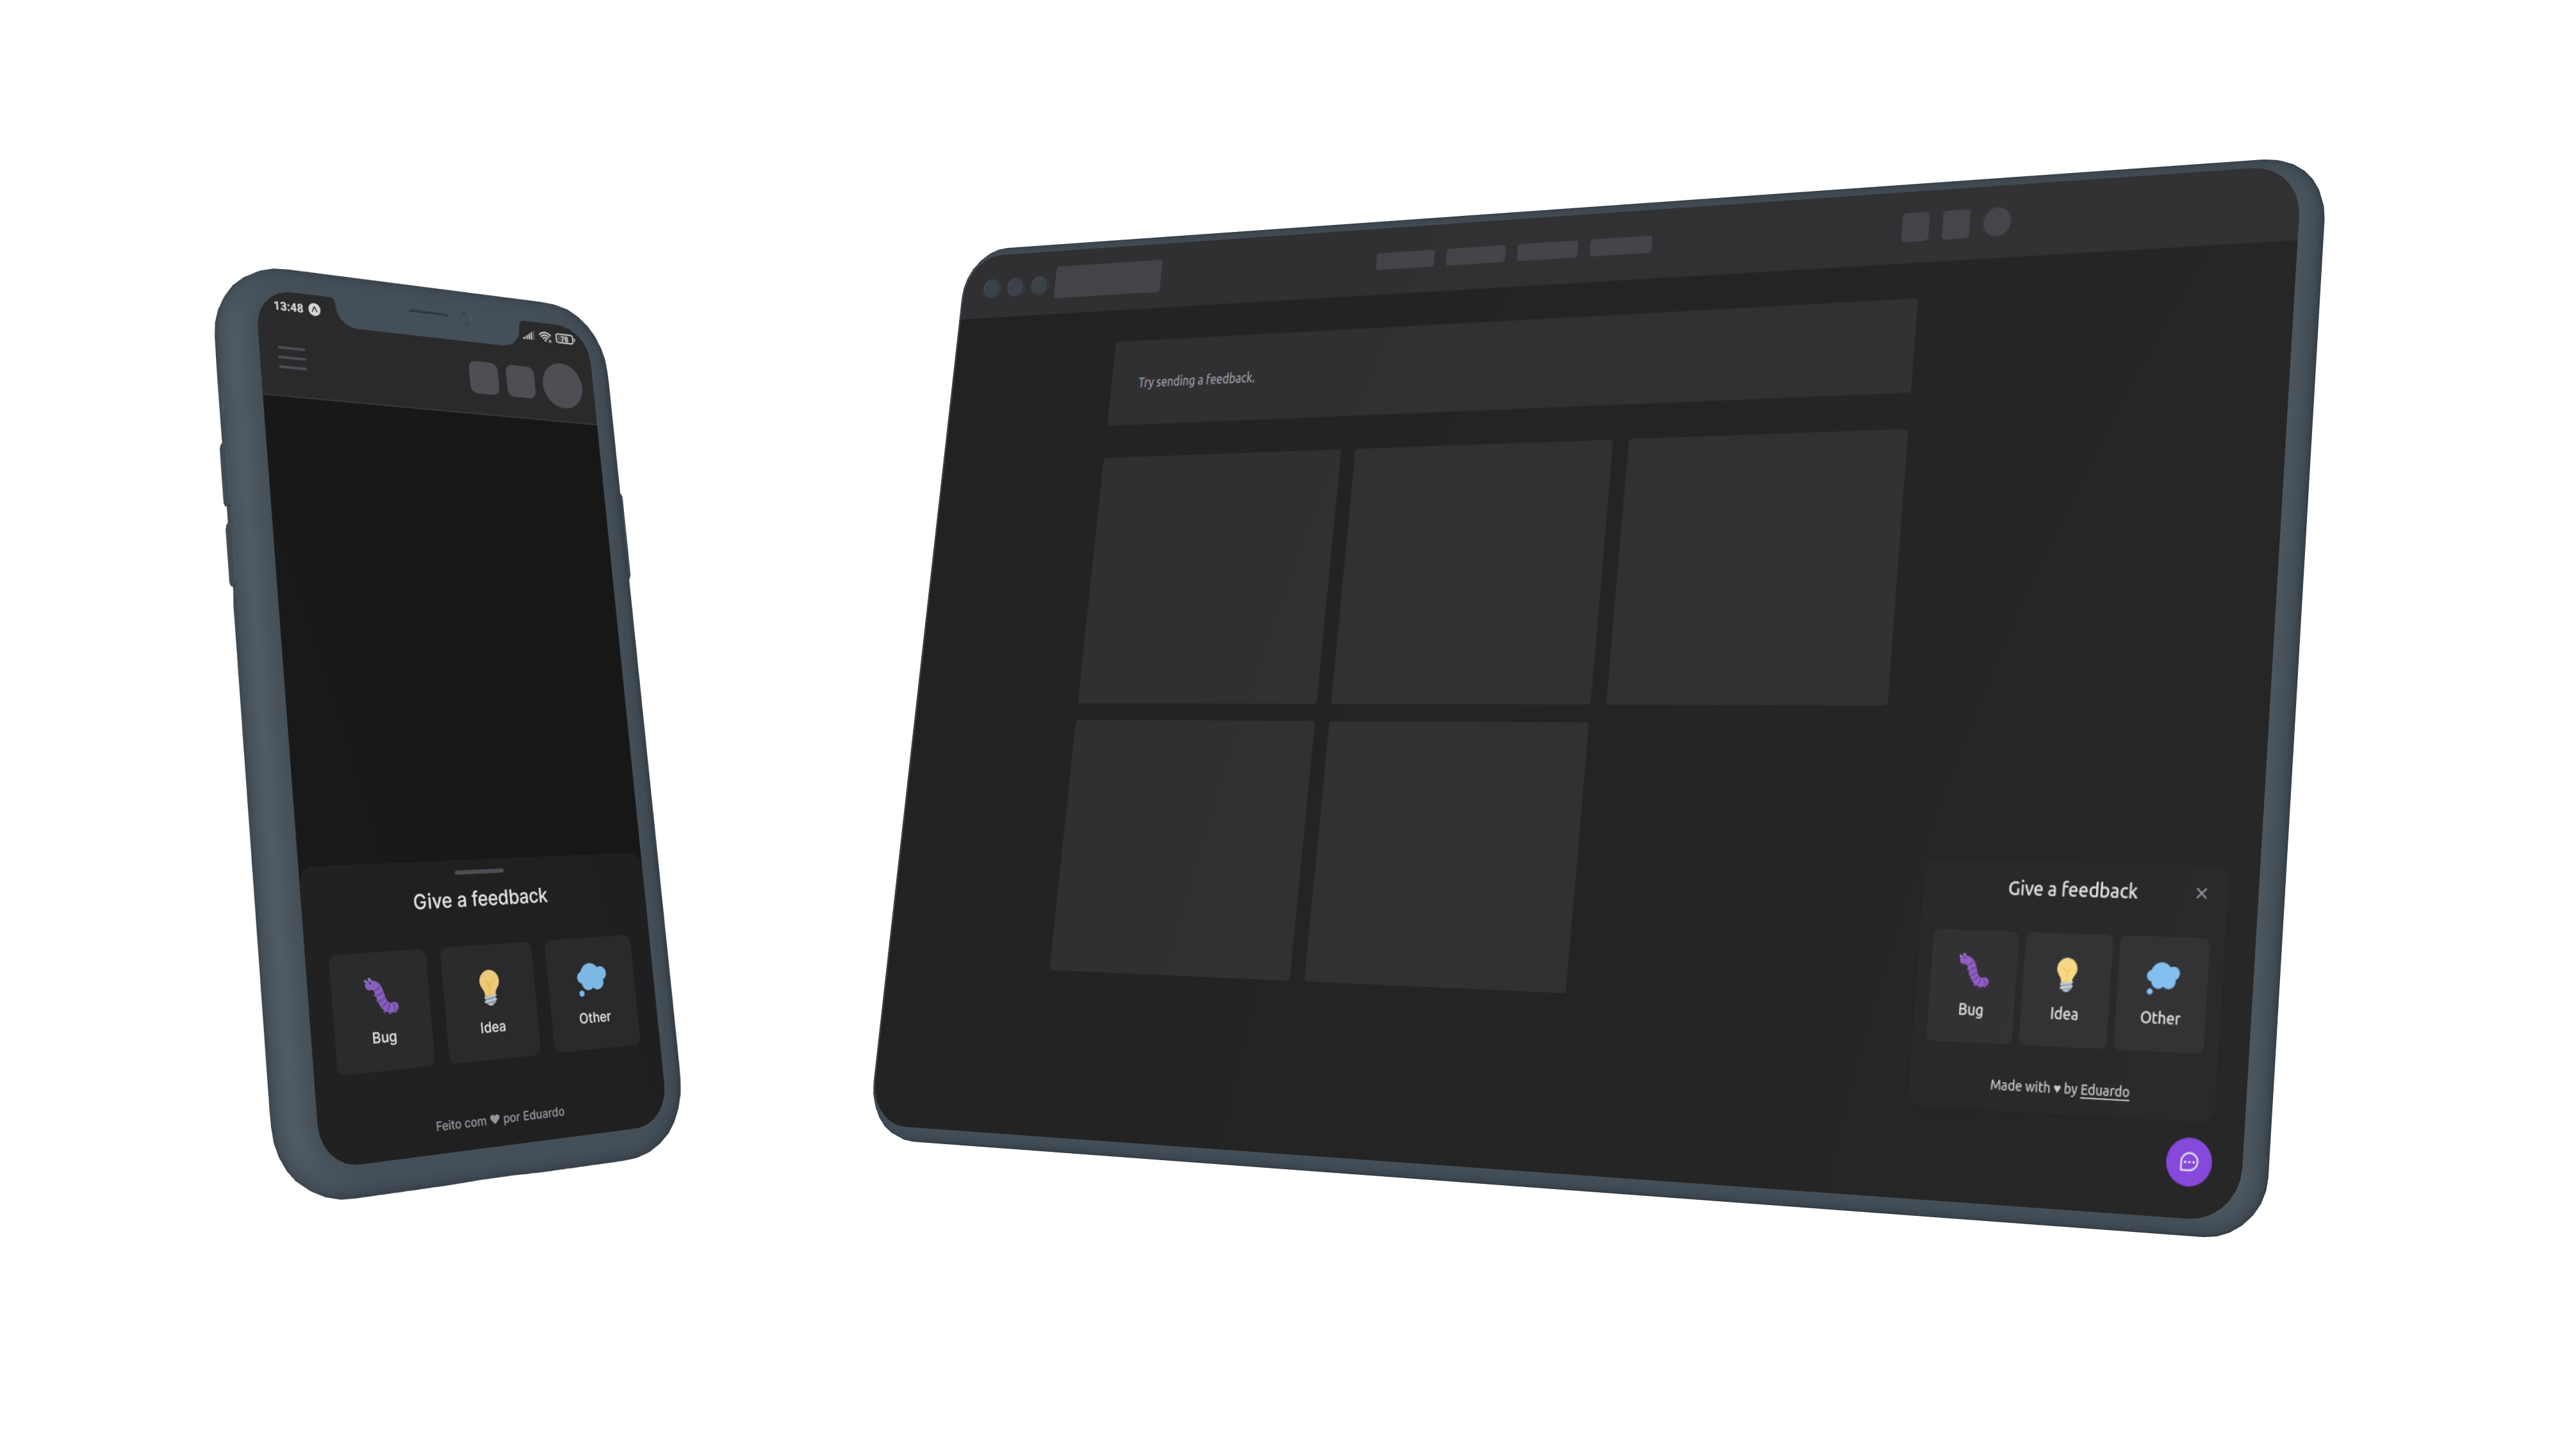 13:48
78
Give a feedback
Bug
Idea
Other
Feito com ♥ por Eduardo
Try sending a feedback.
Give a feedback
Bug
Idea
Other
Made with ♥ by Eduardo